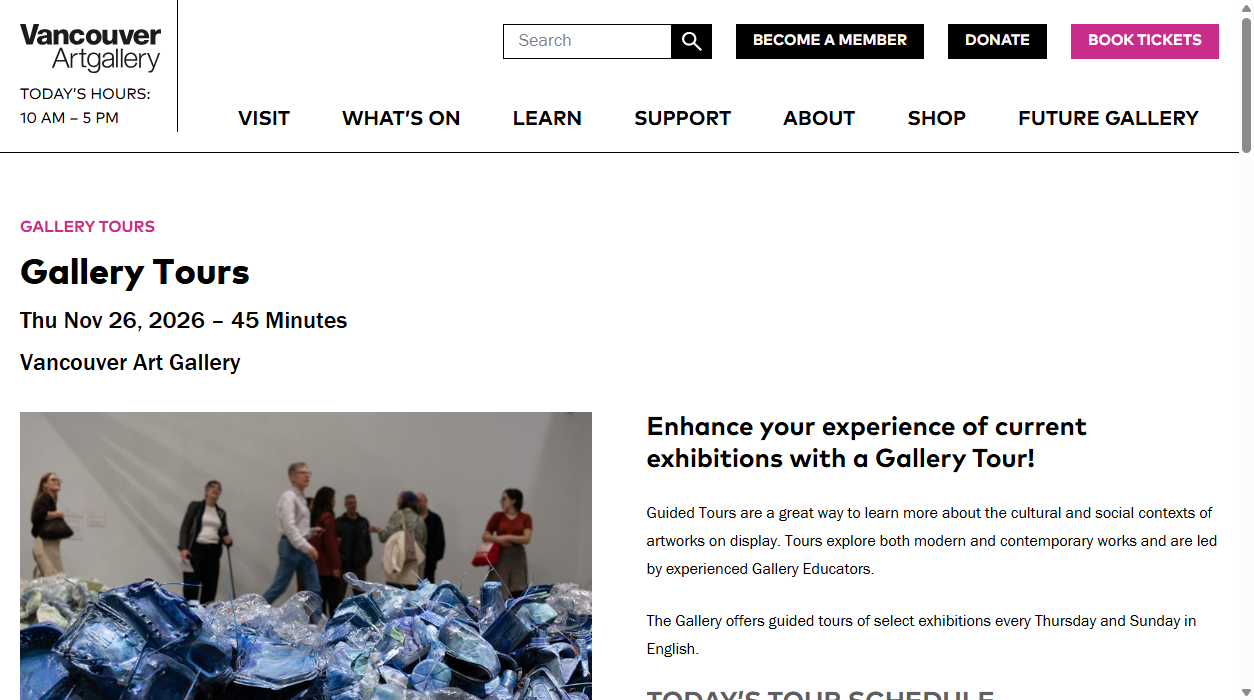 Vancouver
Artgallery
TODAY'S HOURS:
10 AM – 5 PM
Search
BECOME A MEMBER
DONATE
BOOK TICKETS
VISIT
WHAT'S ON
LEARN
SUPPORT
ABOUT
SHOP
FUTURE GALLERY
GALLERY TOURS
Gallery Tours
Thu Nov 26, 2026 – 45 Minutes
Vancouver Art Gallery
Enhance your experience of current
exhibitions with a Gallery Tour!
Guided Tours are a great way to learn more about the cultural and social contexts of
artworks on display. Tours explore both modern and contemporary works and are led
by experienced Gallery Educators.
The Gallery offers guided tours of select exhibitions every Thursday and Sunday in
English.
TODAY'S TOUR SCHEDULE